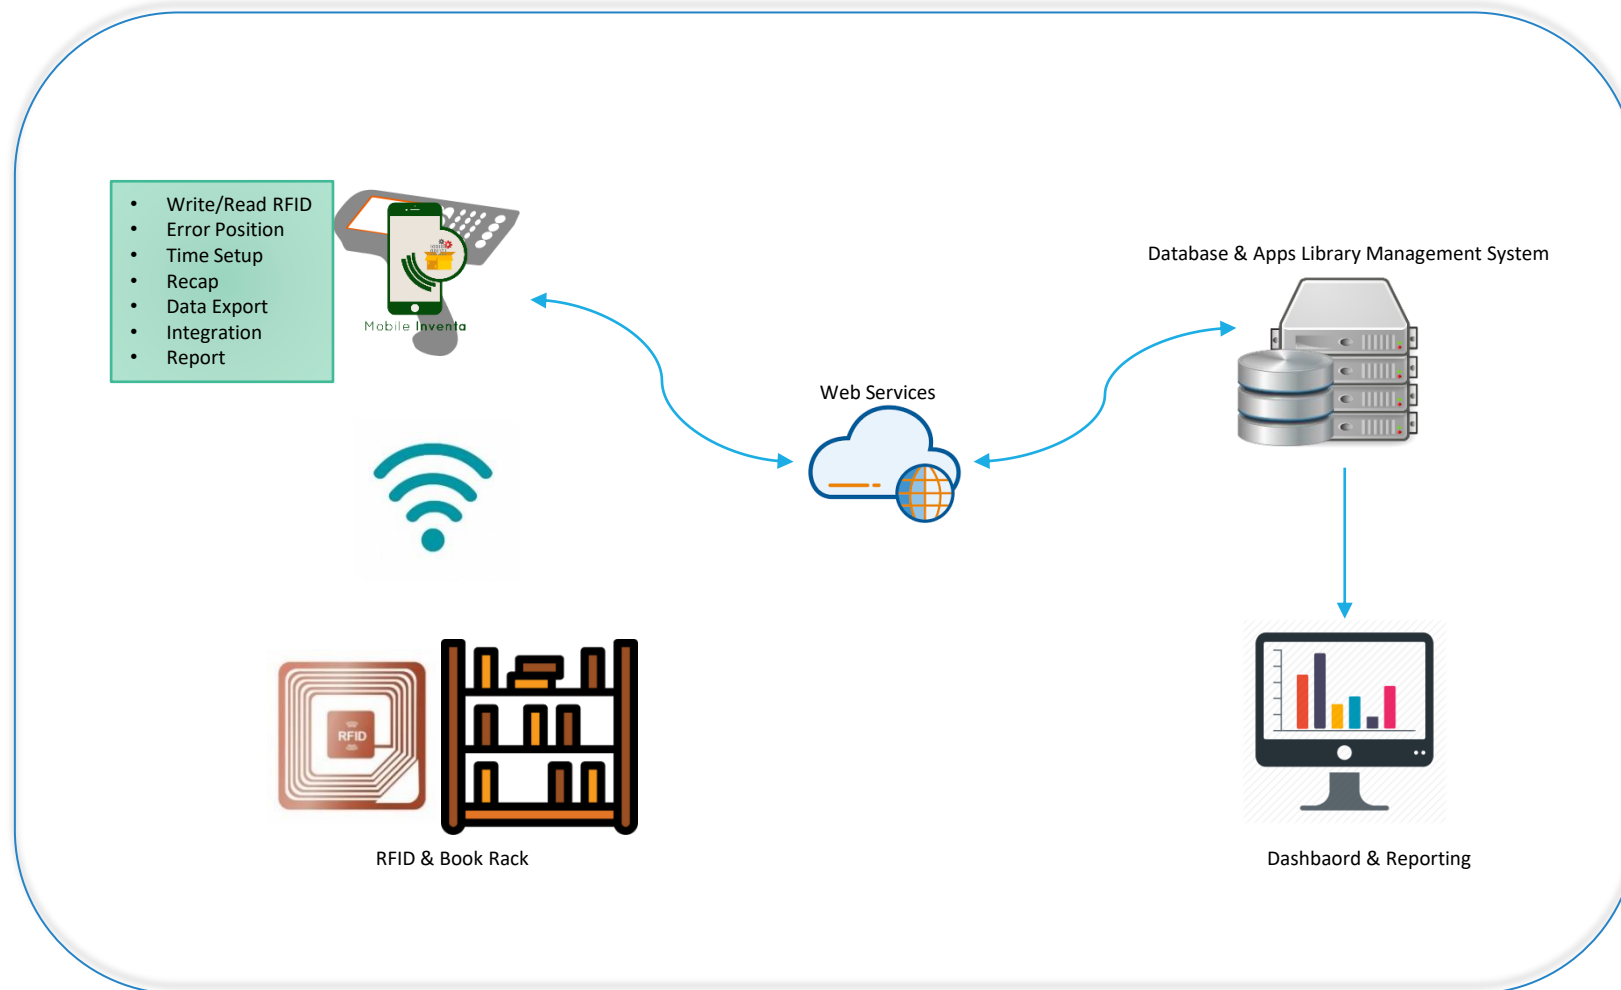 • Write/Read RFID
• Error Position
• Time Setup
• Recap
• Data Export
• Integration
• Report
Mobile Inventa
Database & Apps Library Management System
Web Services
RFID
RFID & Book Rack
Dashbaord & Reporting